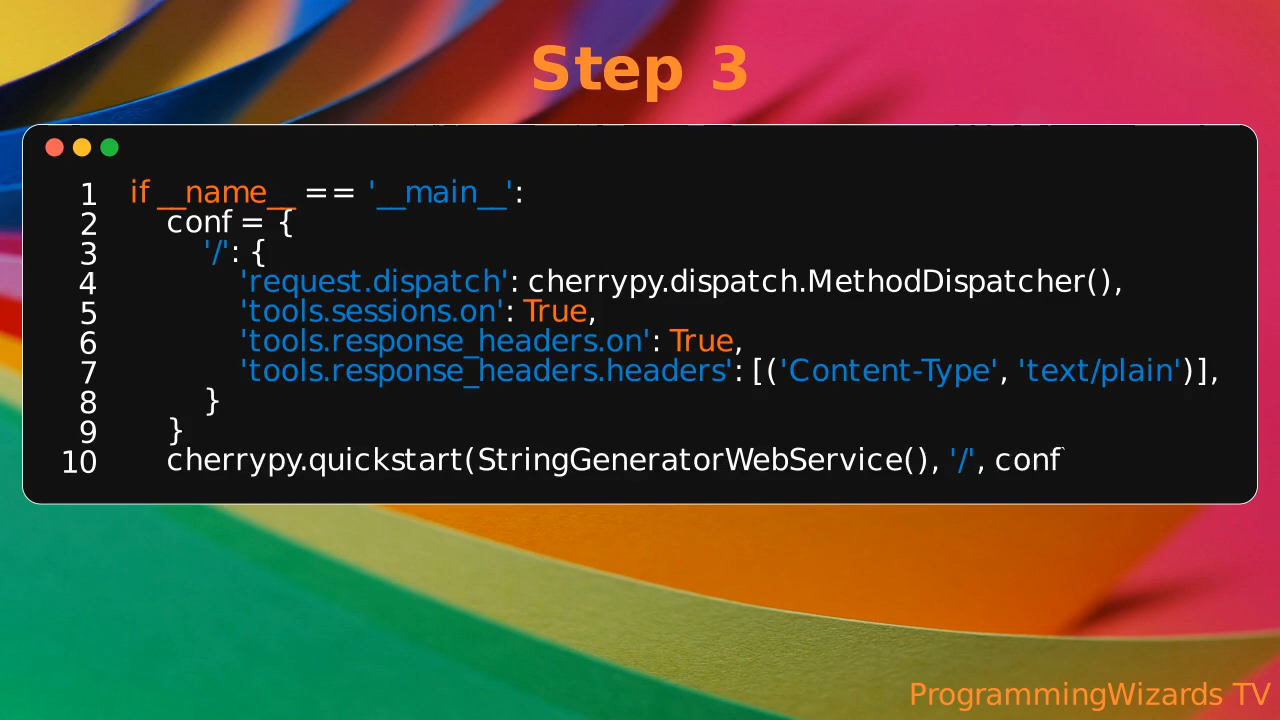 Step 3
1 if __name__ == '__main__':
2     conf = {
3         '/': {
4             'request.dispatch': cherrypy.dispatch.MethodDispatcher(),
5             'tools.sessions.on': True,
6             'tools.response_headers.on': True,
7             'tools.response_headers.headers': [('Content-Type', 'text/plain')],
8         }
9     }
10     cherrypy.quickstart(StringGeneratorWebService(), '/', conf
ProgrammingWizards TV